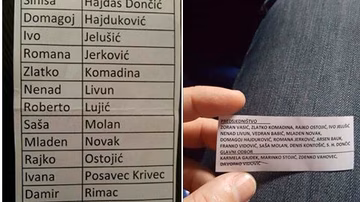 Siniša Hajdaš Dončić
Domagoj Hajduković
Ivo Jelušić
Romana Jerković
Zlatko Komadina
Nenad Livun
Roberto Lujić
Saša Molan
Mladen Novak
Rajko Ostojić
Ivana Posavec Krivec
Damir Rimac
PREDSJEDNIŠTVO
ZORAN VASIĆ, ZLATKO KOMADINA, RAJKO OSTOJIĆ, IVO JELUŠIĆ
NENAD LIVUN, VEDRAN BABIĆ, MLADEN NOVAK,
DOMAGOJ HAJDUKOVIĆ, ROMANA JERKOVIĆ, ARSEN BAUK,
FRANKO VIDOVIĆ, SAŠA MOLAN, DENIS KONTOŠIĆ, S. H. DONČIĆ
GLAVNI ODBOR
KARMELA GAJDEK, MARINKO STOJIĆ, ZDENKO VAHOVEC,
DAVORKO VIDOVIĆ